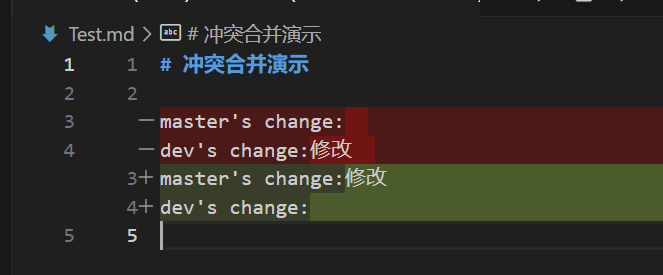 Test.md > abc # 冲突合并演示
1 1 # 冲突合并演示
2 2
3 − master's change:
4 − dev's change:修改
3+ master's change:修改
4+ dev's change:
5 5